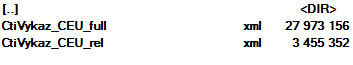 [..] <DIR>
CtiVykaz_CEU_full xml 27 973 156
CtiVykaz_CEU_rel xml 3 455 352